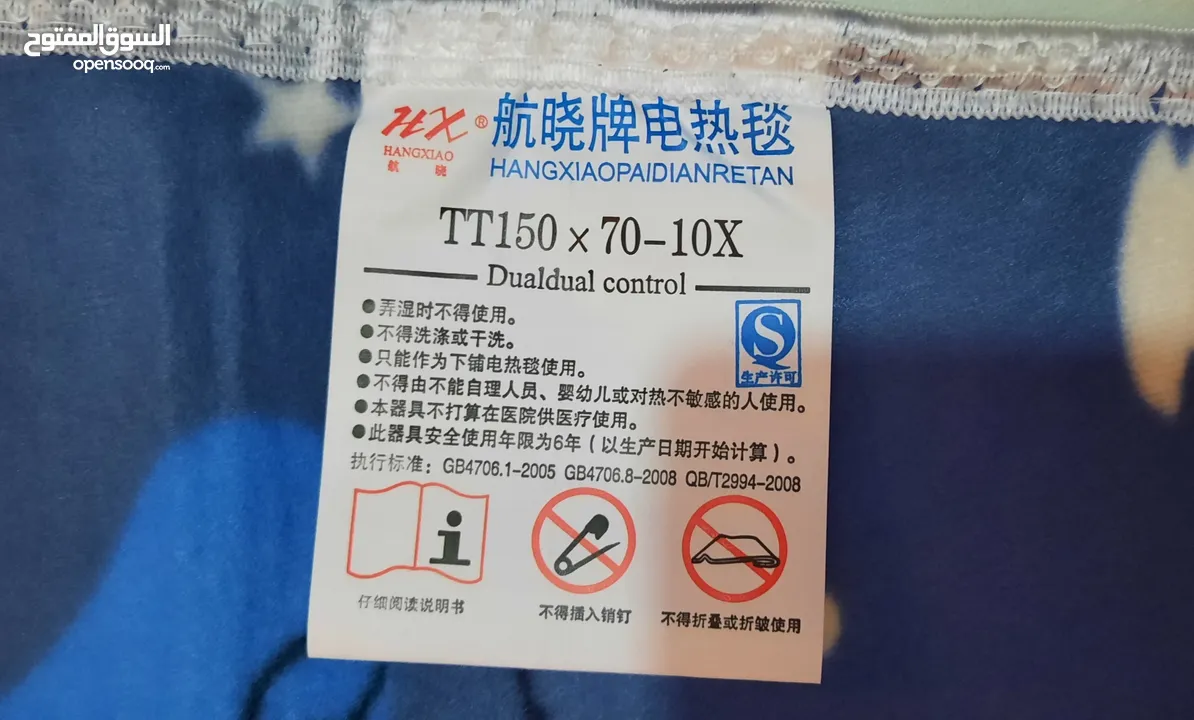 السوق المفتوح
opensooq.com
HX®
HANGXIAO
航 晓
航晓牌电热毯
HANGXIAOPAIDIANRETAN
TT150×70-10X
Dualdual control
●弄湿时不得使用。
●不得洗涤或干洗。
●只能作为下铺电热毯使用。
●不得由不能自理人员、婴幼儿或对热不敏感的人使用。
●本器具不打算在医院供医疗使用。
●此器具安全使用年限为6年（以生产日期开始计算）。
S
生产许可
执行标准：GB4706.1-2005 GB4706.8-2008 QB/T2994-2008
仔细阅读说明书
不得插入销钉
不得折叠或折皱使用